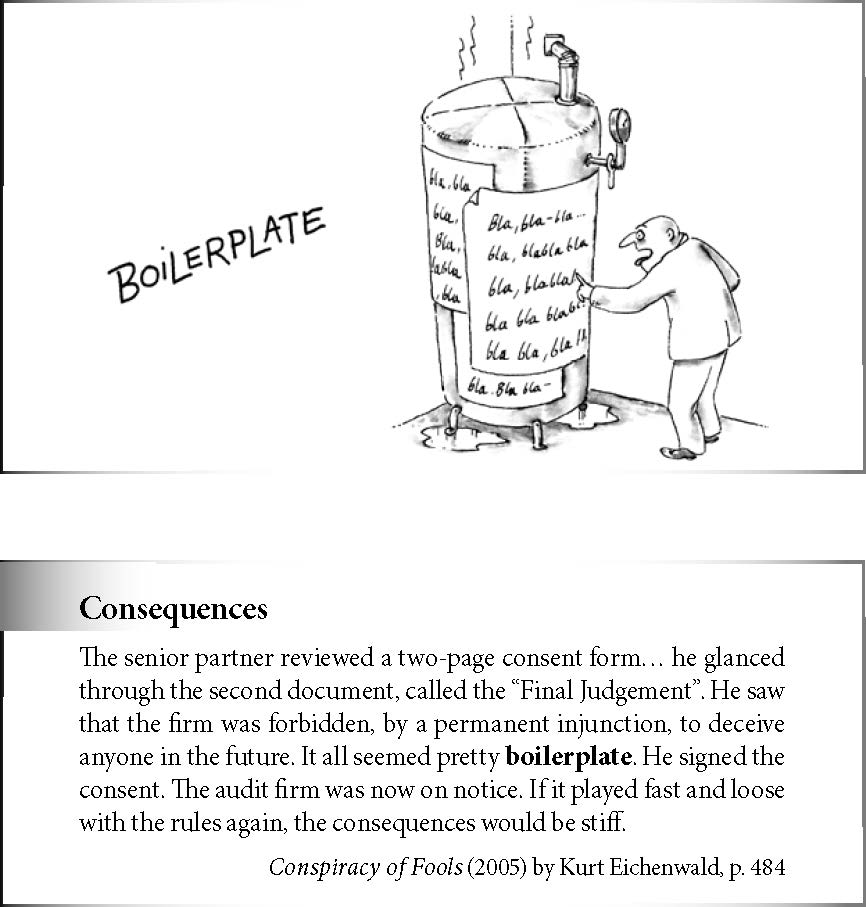 BOiLERPLATE
bla.bla
bla,
Bla,
bla
Bla, bla-bla...
bla, blabla bla
bla, blabla
bla bla blab
bla bla, bla !!
bla.Bla bla-
Consequences
The senior partner reviewed a two-page consent form… he glanced
through the second document, called the “Final Judgement”. He saw
that the firm was forbidden, by a permanent injunction, to deceive
anyone in the future. It all seemed pretty boilerplate. He signed the
consent. The audit firm was now on notice. If it played fast and loose
with the rules again, the consequences would be stiff.
Conspiracy of Fools (2005) by Kurt Eichenwald, p. 484